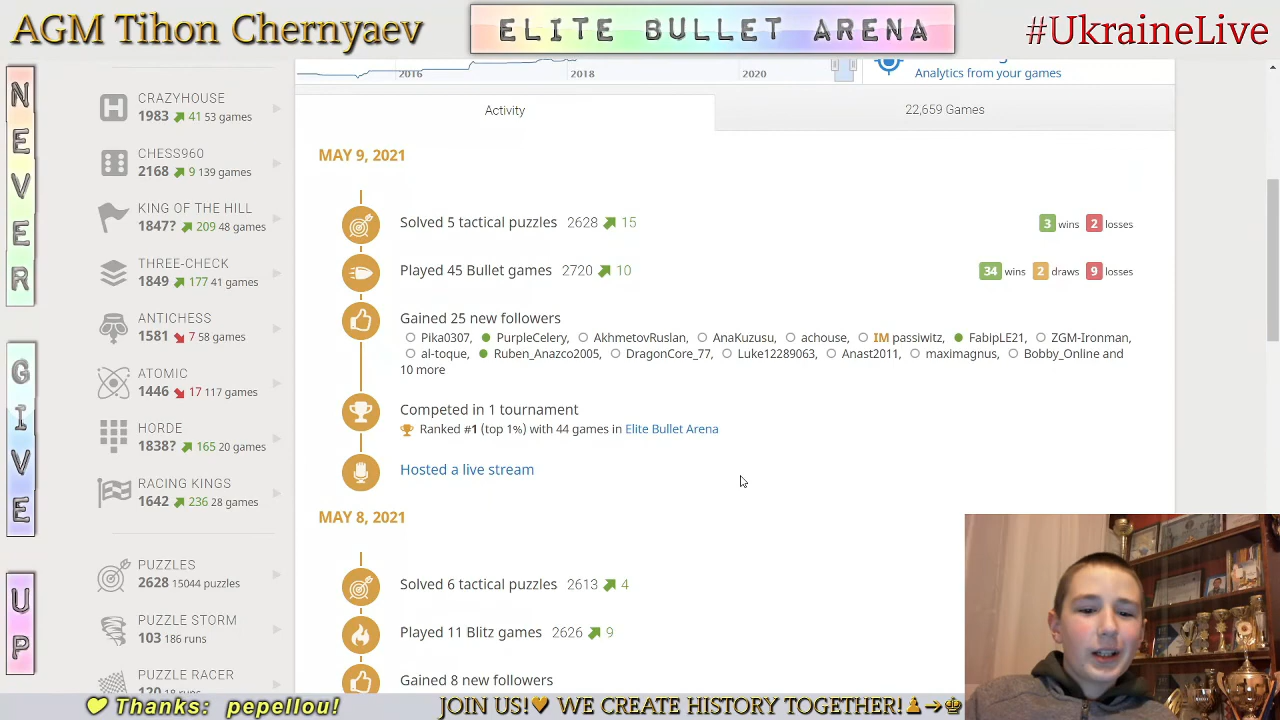 AGM Tihon Chernyaev
ELITE BULLET ARENA
#UkraineLive
NEVER
GIVE
UP
2016
2018
2020
Analytics from your games
Activity
22,659 Games
CRAZYHOUSE
1983 41 53 games
CHESS960
2168 9 139 games
KING OF THE HILL
1847? 209 48 games
THREE-CHECK
1849 177 41 games
ANTICHESS
1581 7 58 games
ATOMIC
1446 17 117 games
HORDE
1838? 165 20 games
RACING KINGS
1642 236 28 games
PUZZLES
2628 15044 puzzles
PUZZLE STORM
103 186 runs
PUZZLE RACER
120 18 runs
MAY 9, 2021
Solved 5 tactical puzzles 2628 15
3 wins 2 losses
Played 45 Bullet games 2720 10
34 wins 2 draws 9 losses
Gained 25 new followers
Pika0307, PurpleCelery, AkhmetovRuslan, AnaKuzusu, achouse, IM passiwitz, FabipLE21, ZGM-Ironman,
al-toque, Ruben_Anazco2005, DragonCore_77, Luke12289063, Anast2011, maximagnus, Bobby_Online and
10 more
Competed in 1 tournament
Ranked #1 (top 1%) with 44 games in Elite Bullet Arena
Hosted a live stream
MAY 8, 2021
Solved 6 tactical puzzles 2613 4
Played 11 Blitz games 2626 9
Gained 8 new followers
Thanks: pepellou!
JOIN US! WE CREATE HISTORY TOGETHER!